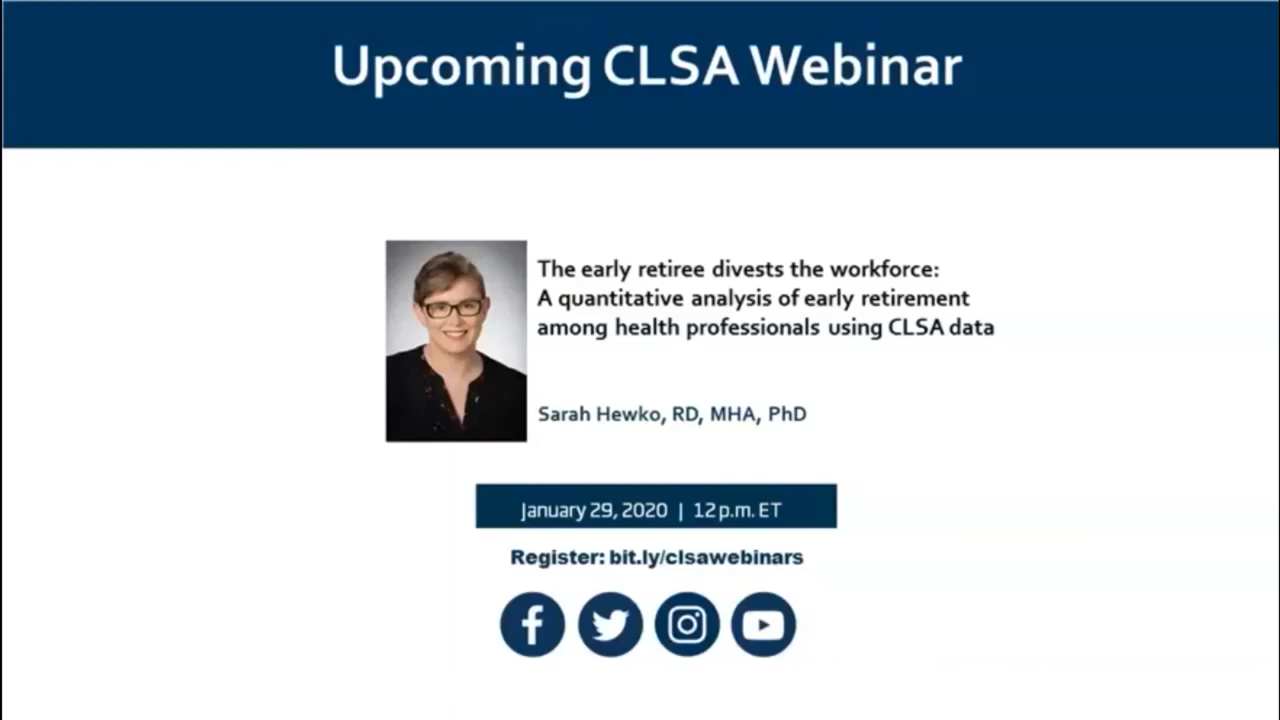 Upcoming CLSA Webinar
The early retiree divests the workforce:
A quantitative analysis of early retirement
among health professionals using CLSA data
Sarah Hewko, RD, MHA, PhD
January 29, 2020 | 12 p.m. ET
Register: bit.ly/clsawebinars